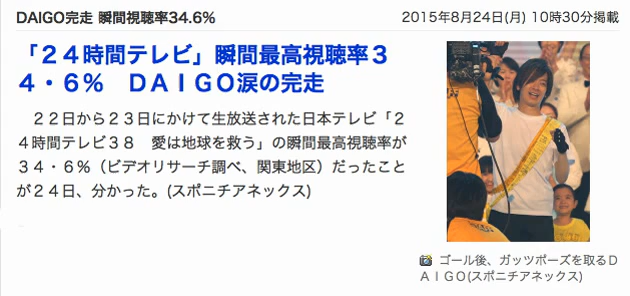 DAIGO完走 瞬間視聴率34.6%
2015年8月24日(月) 10時30分掲載
「２４時間テレビ」瞬間最高視聴率３
４・６％　ＤＡＩＧＯ涙の完走
　２２日から２３日にかけて生放送された日本テレビ「２
４時間テレビ３８　愛は地球を救う」の瞬間最高視聴率が
３４・６％（ビデオリサーチ調べ、関東地区）だったこと
が２４日、分かった。(スポニチアネックス)
ゴール後、ガッツポーズを取るＤ
ＡＩＧＯ(スポニチアネックス)